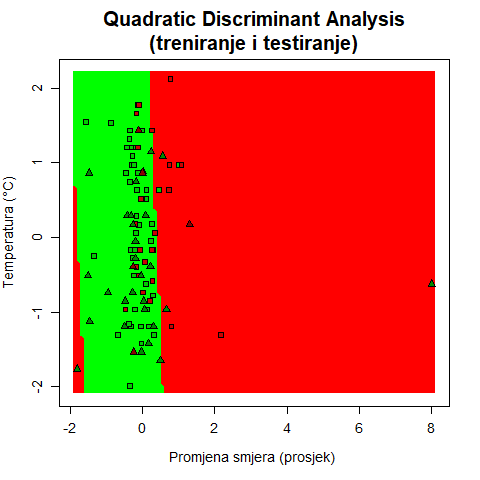 Quadratic Discriminant Analysis
(treniranje i testiranje)
Temperatura (°C)
2
1
0
-1
-2
-2
0
2
4
6
8
Promjena smjera (prosjek)